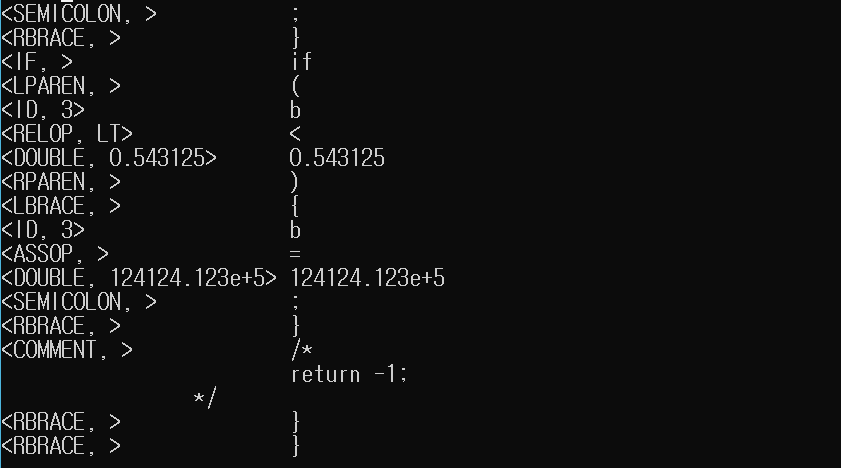 <SEMICOLON, > ;
<RBRACE, > }
<IF, > if
<LPAREN, > (
<ID, 3> b
<RELOP, LT> <
<DOUBLE, 0.543125> 0.543125
<RPAREN, > )
<LBRACE, > {
<ID, 3> b
<ASSOP, > =
<DOUBLE, 124124.123e+5> 124124.123e+5
<SEMICOLON, > ;
<RBRACE, > }
<COMMENT, > /*
return -1;
*/
<RBRACE, > }
<RBRACE, > }